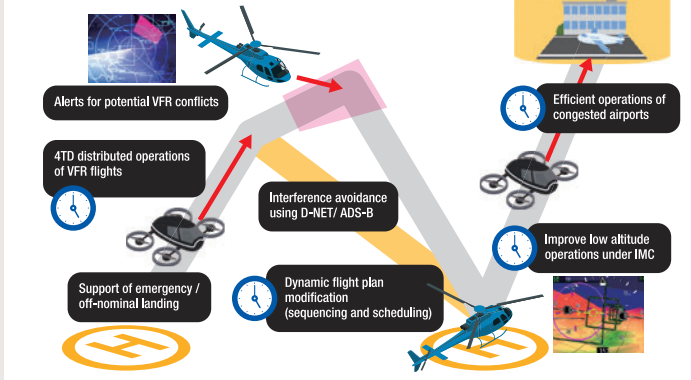 Alerts for potential VFR conflicts
Efficient operations of
congested airports
4TD distributed operations
of VFR flights
Interference avoidance
using D-NET/ ADS-B
Improve low altitude
operations under IMC
Support of emergency /
off-nominal landing
Dynamic flight plan
modification
(sequencing and scheduling)
H
H